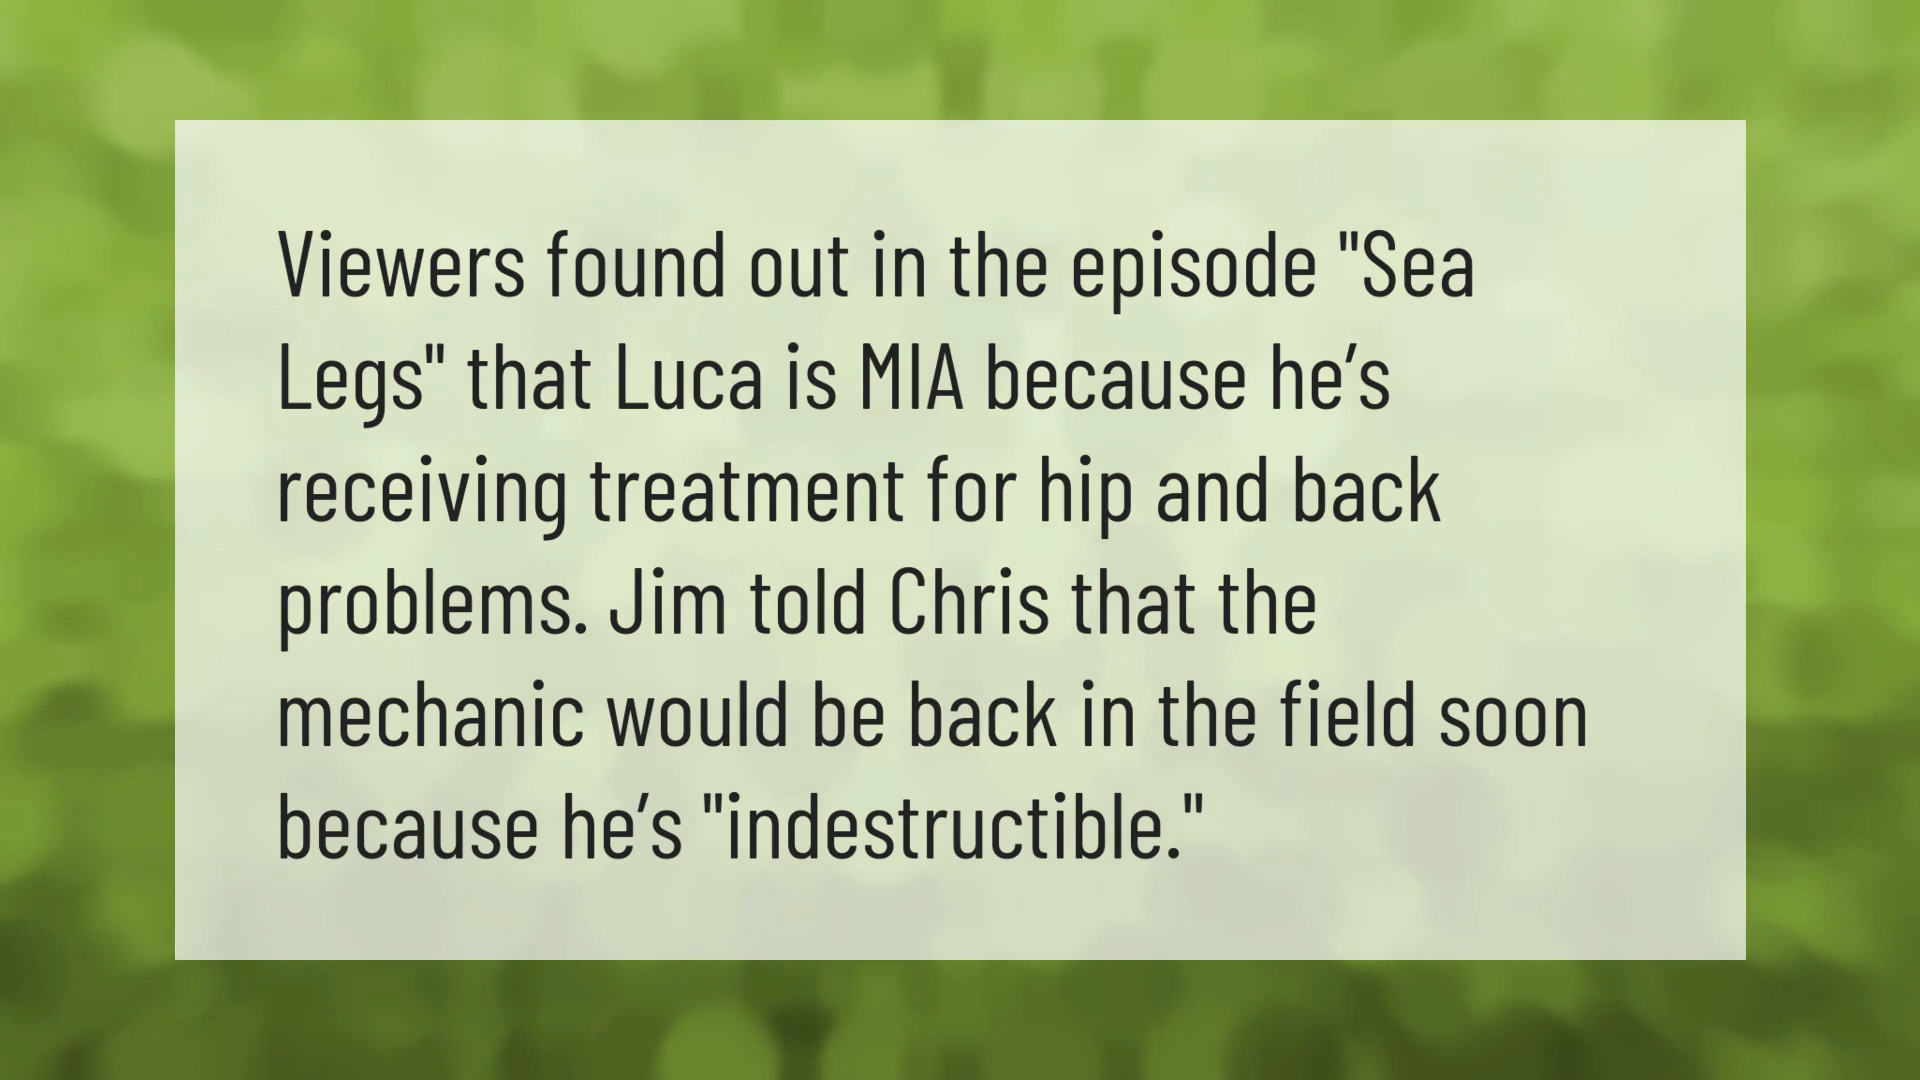 Viewers found out in the episode "Sea
Legs" that Luca is MIA because he’s
receiving treatment for hip and back
problems. Jim told Chris that the
mechanic would be back in the field soon
because he’s "indestructible."